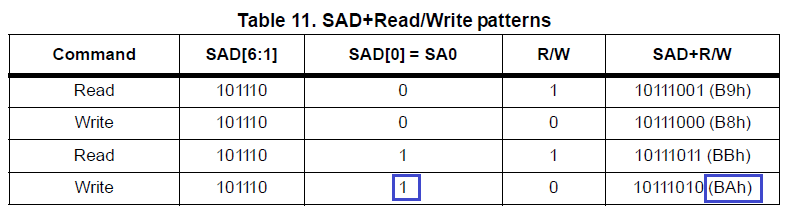 Table 11. SAD+Read/Write patterns
Command SAD[6:1] SAD[0] = SA0 R/W SAD+R/W
Read 101110 0 1 10111001 (B9h)
Write 101110 0 0 10111000 (B8h)
Read 101110 1 1 10111011 (BBh)
Write 101110 1 0 10111010 (BAh)